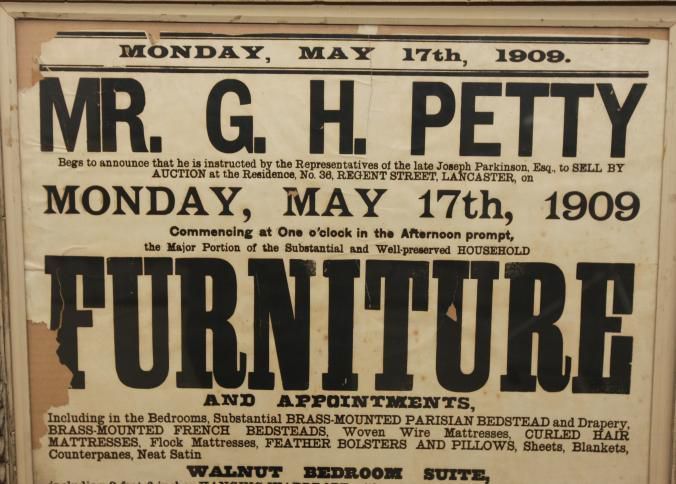 MONDAY, MAY 17th, 1909.
MR. G. H. PETTY
Begs to announce that he is instructed by the Representatives of the late Joseph Parkinson, Esq., to SELL BY
AUCTION at the Residence, No. 36, REGENT STREET, LANCASTER, on
MONDAY, MAY 17th, 1909
Commencing at One o'clock in the Afternoon prompt,
the Major Portion of the Substantial and Well-preserved HOUSEHOLD
FURNITURE
AND APPOINTMENTS,
Including in the Bedrooms, Substantial BRASS-MOUNTED PARISIAN BEDSTEAD and Drapery,
BRASS-MOUNTED FRENCH BEDSTEADS, Woven Wire Mattresses, CURLED HAIR
MATTRESSES, Flock Mattresses, FEATHER BOLSTERS AND PILLOWS, Sheets, Blankets,
Counterpanes, Neat Satin
WALNUT BEDROOM SUITE,